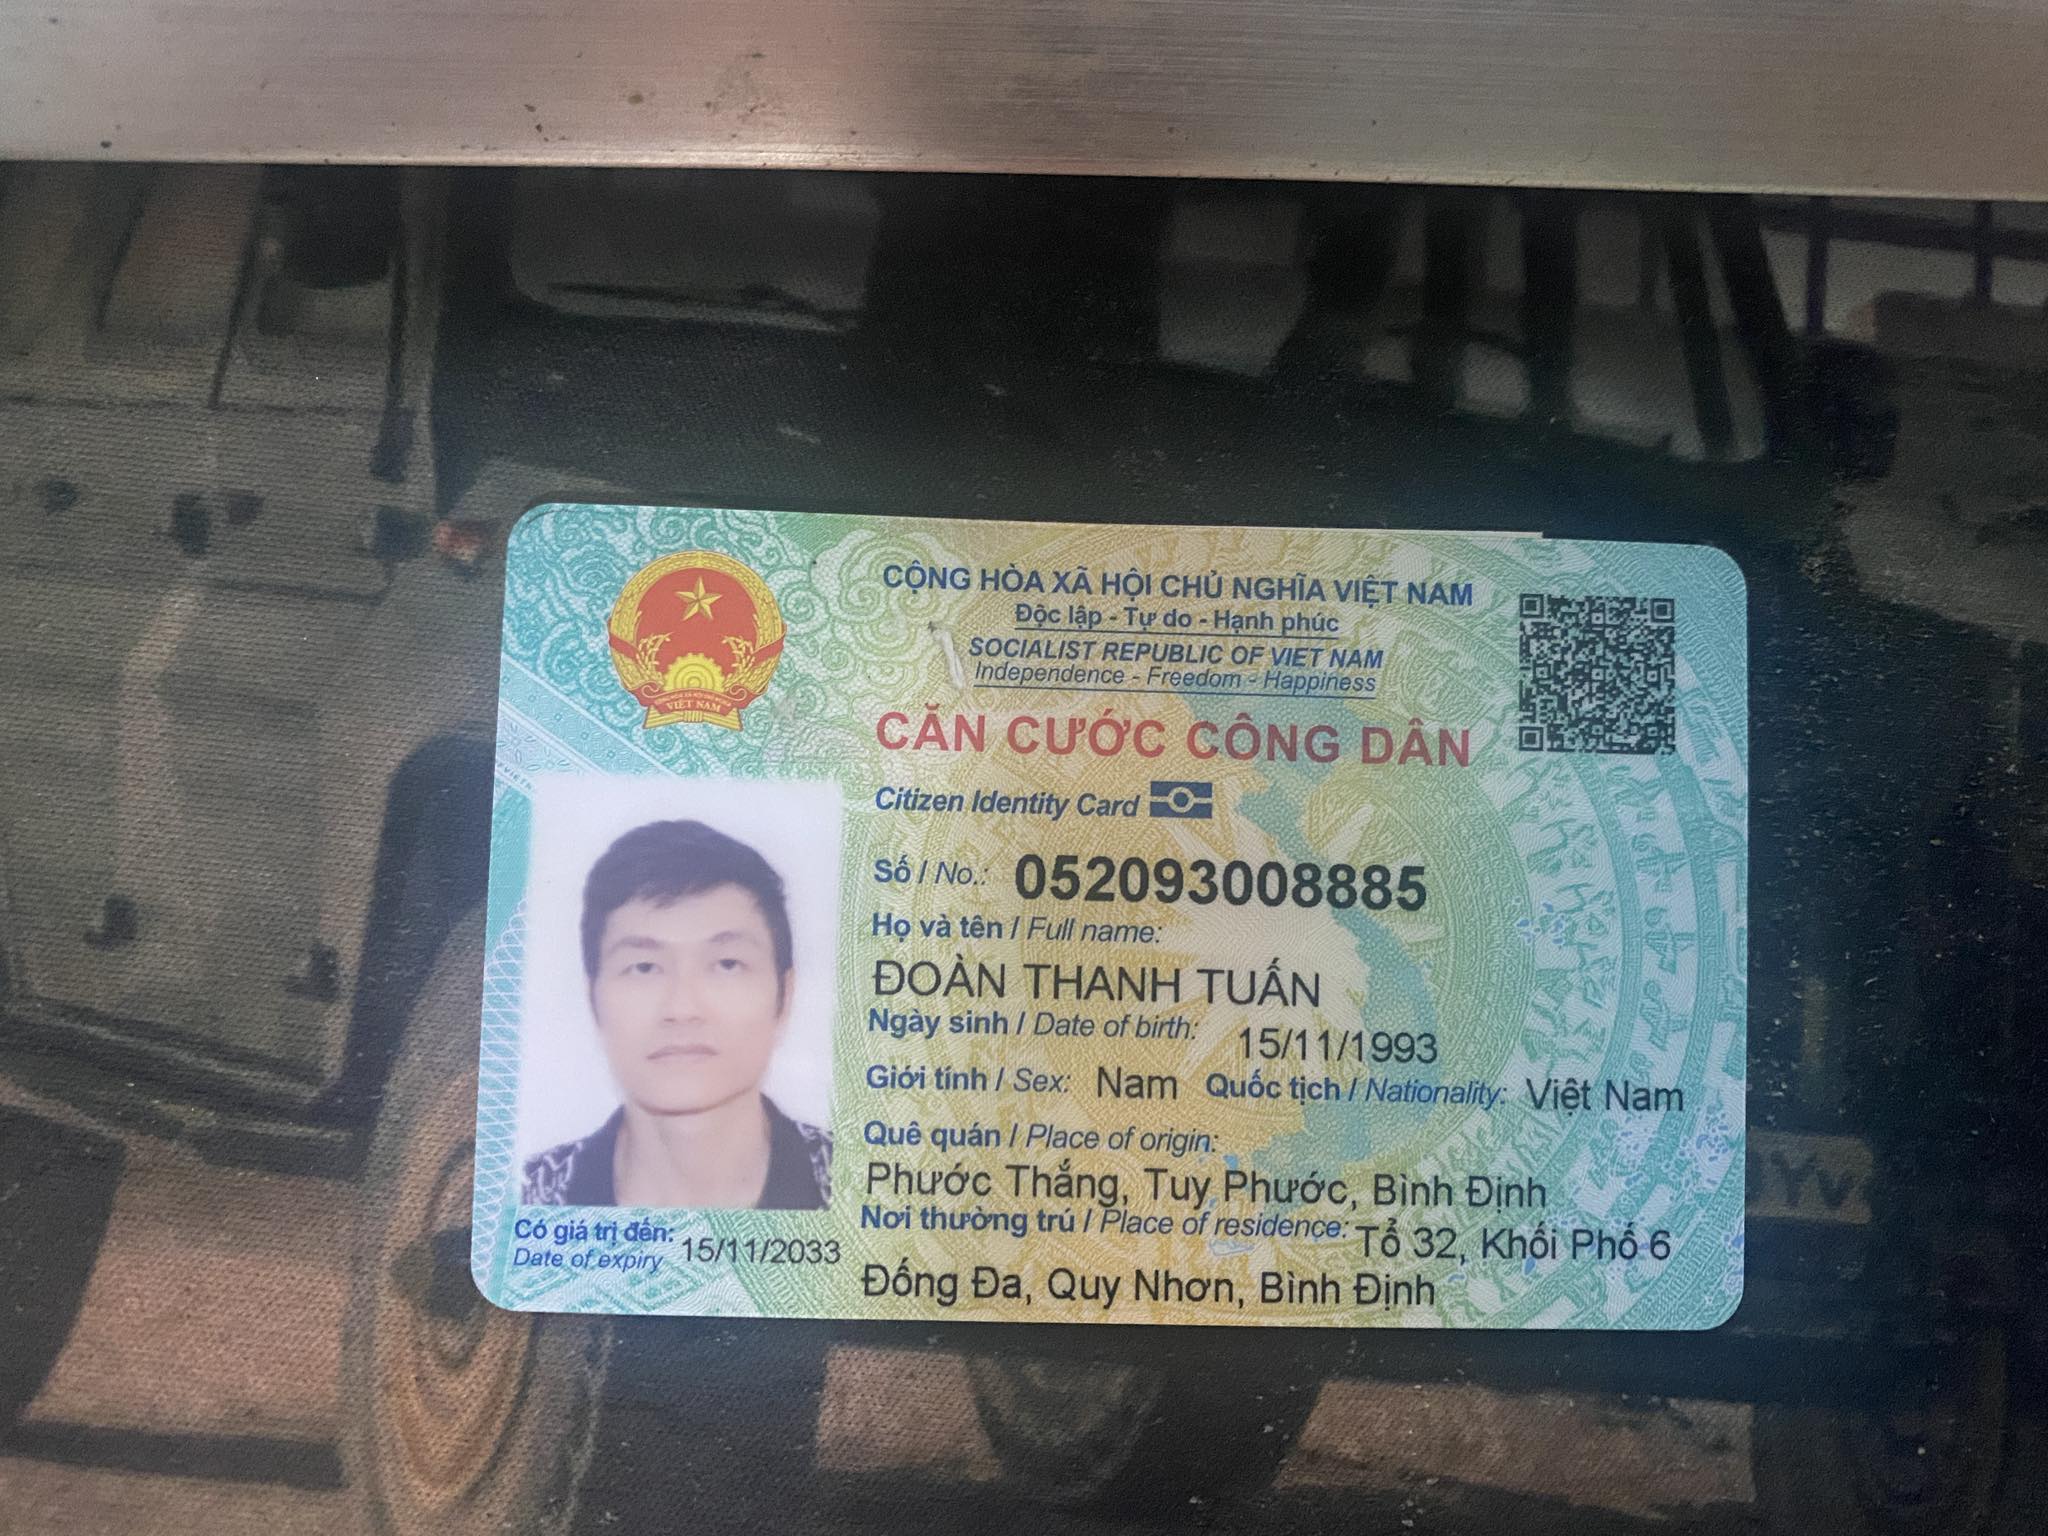 CỘNG HÒA XÃ HỘI CHỦ NGHĨA VIỆT NAM
Độc lập - Tự do - Hạnh phúc
SOCIALIST REPUBLIC OF VIET NAM
Independence - Freedom - Happiness
CĂN CƯỚC CÔNG DÂN
Citizen Identity Card
VIỆT NAM
Số / No.: 052093008885
Họ và tên / Full name:
ĐOÀN THANH TUẤN
Ngày sinh / Date of birth: 15/11/1993
Giới tính / Sex: Nam Quốc tịch / Nationality: Việt Nam
Quê quán / Place of origin:
Phước Thắng, Tuy Phước, Bình Định
Nơi thường trú / Place of residence: Tổ 32, Khối Phố 6
Đống Đa, Quy Nhơn, Bình Định
Có giá trị đến: 15/11/2033
Date of expiry